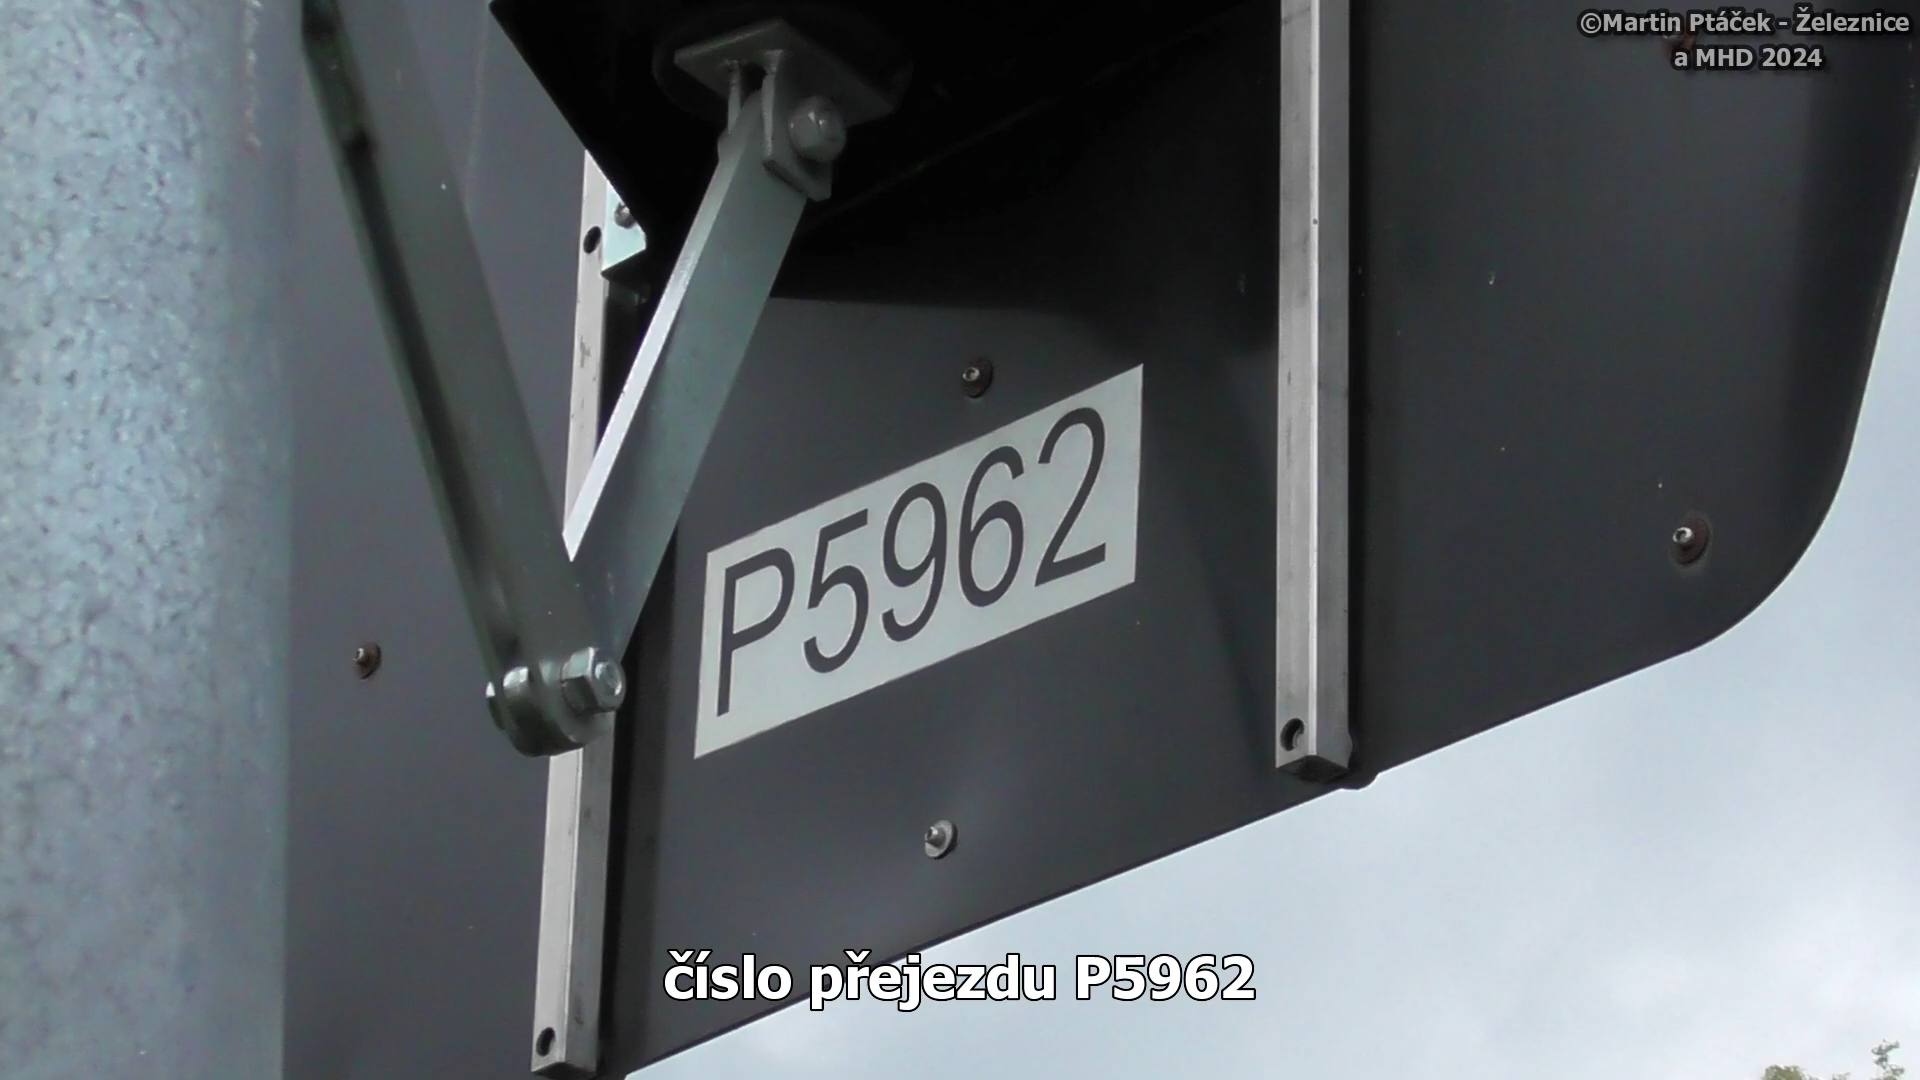 ©Martin Ptáček - Železnice
a MHD 2024
P5962
číslo přejezdu P5962